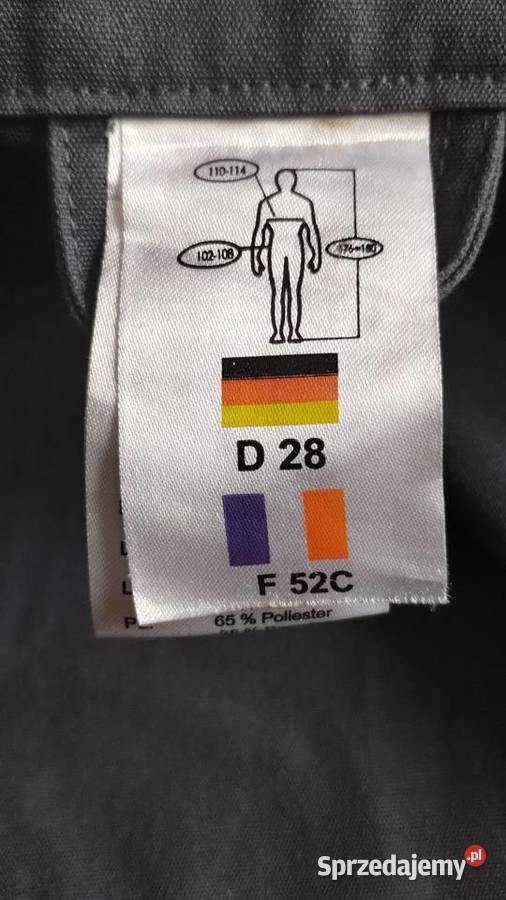 110-114
102-108
176-180
D 28
F 52C
65 % Poliester
Sprzedajemy.pl